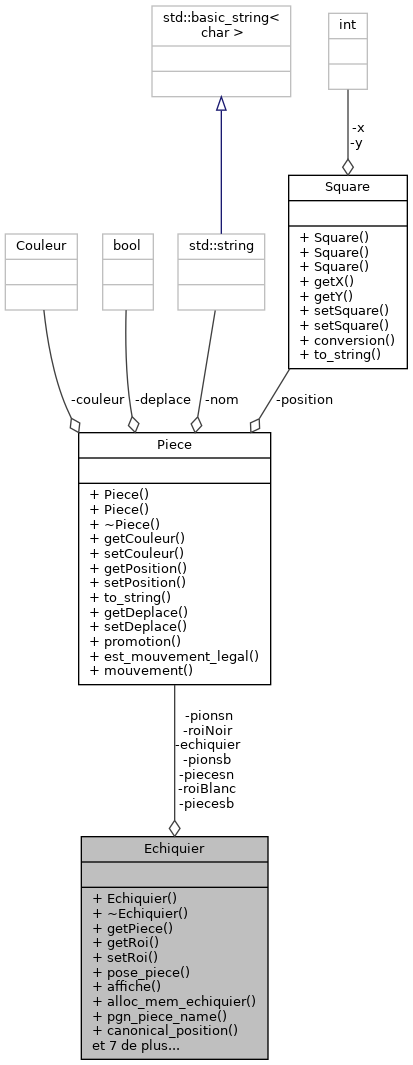 std::basic_string<
char >
int
-x
-y
Square
+ Square()
+ Square()
+ Square()
+ getX()
+ getY()
+ setSquare()
+ setSquare()
+ conversion()
+ to_string()
Couleur
bool
std::string
-couleur
-deplace
-nom
-position
Piece
+ Piece()
+ Piece()
+ ~Piece()
+ getCouleur()
+ setCouleur()
+ getPosition()
+ setPosition()
+ to_string()
+ getDeplace()
+ setDeplace()
+ promotion()
+ est_mouvement_legal()
+ mouvement()
-pionsn
-roiNoir
-echiquier
-pionsb
-piecesn
-roiBlanc
-piecesb
Echiquier
+ Echiquier()
+ ~Echiquier()
+ getPiece()
+ getRoi()
+ setRoi()
+ pose_piece()
+ affiche()
+ alloc_mem_echiquier()
+ pgn_piece_name()
+ canonical_position()
et 7 de plus...